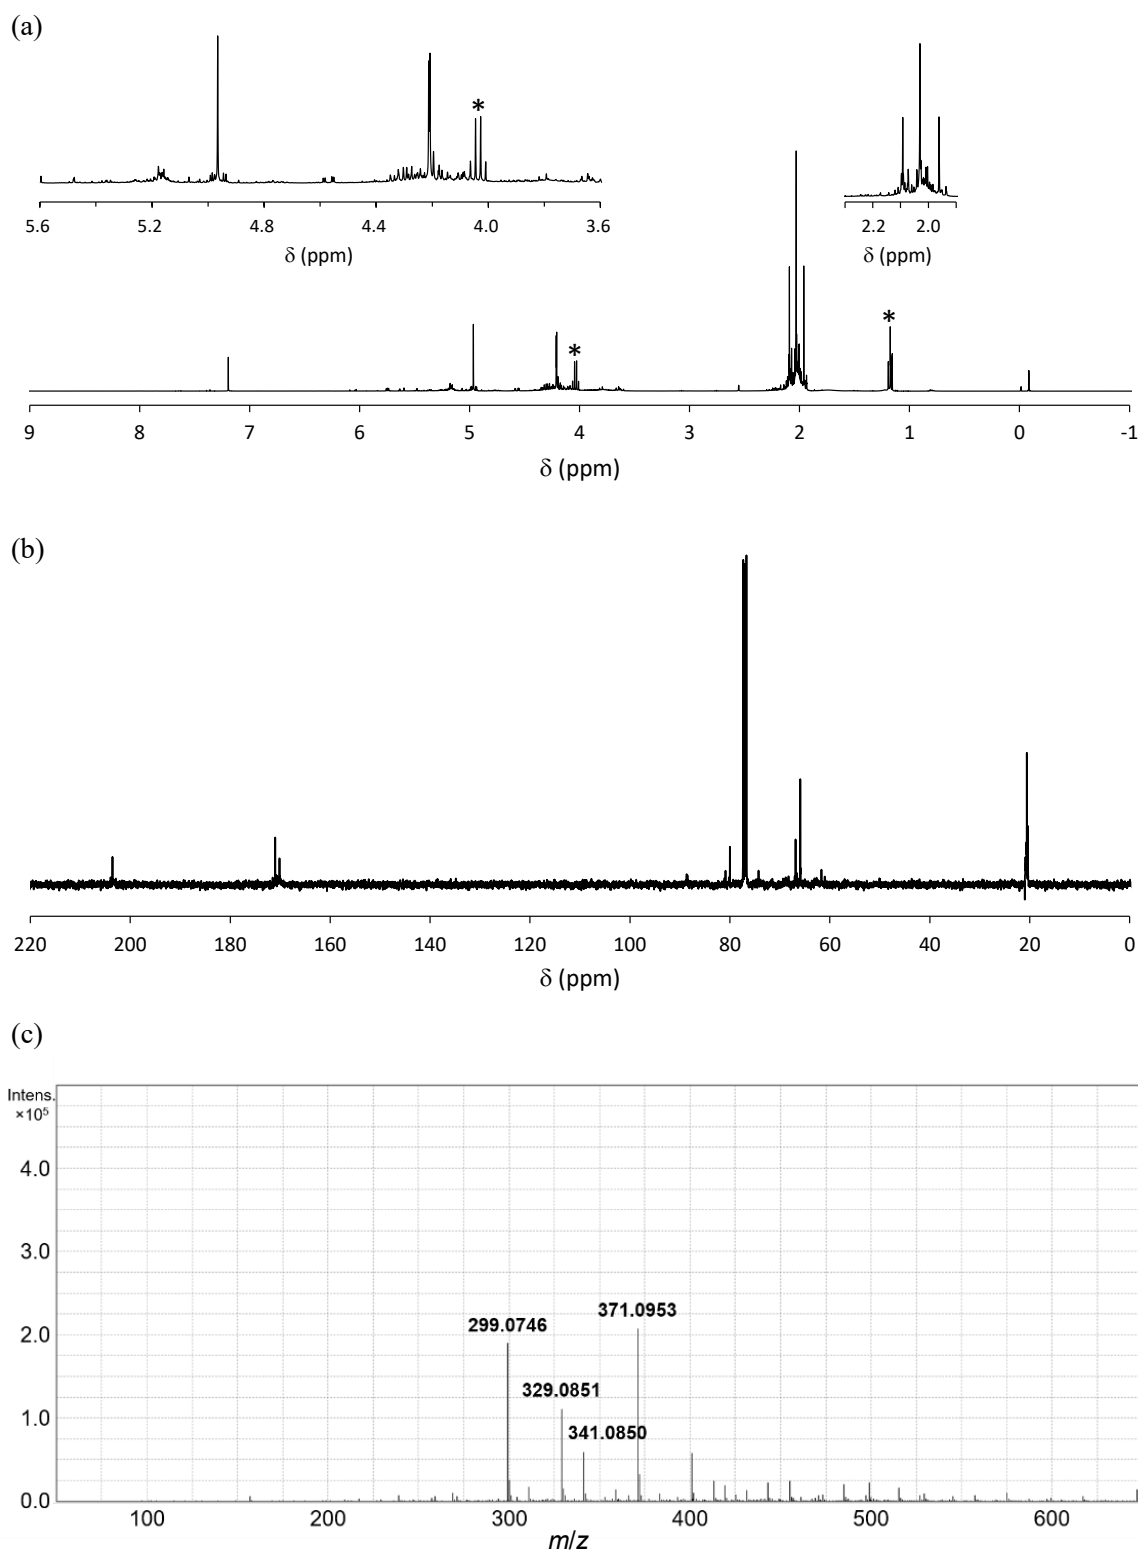 (a)
*
5.6 5.2 4.8 4.4 4.0 3.6
δ (ppm)
2.2 2.0
δ (ppm)
* *
9 8 7 6 5 4 3 2 1 0 -1
δ (ppm)
(b)
220 200 180 160 140 120 100 80 60 40 20 0
δ (ppm)
(c)
Intens.
×10⁵
4.0
3.0
2.0
1.0
0.0
371.0953
299.0746
329.0851
341.0850
100 200 300 400 500 600
m/z